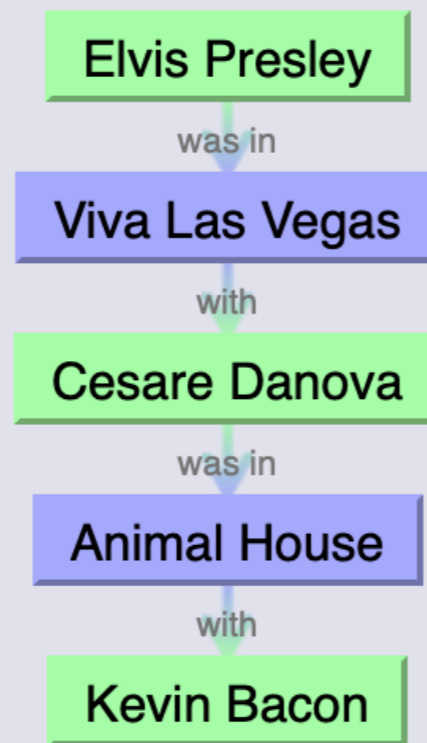 Elvis Presley
was in
Viva Las Vegas
with
Cesare Danova
was in
Animal House
with
Kevin Bacon